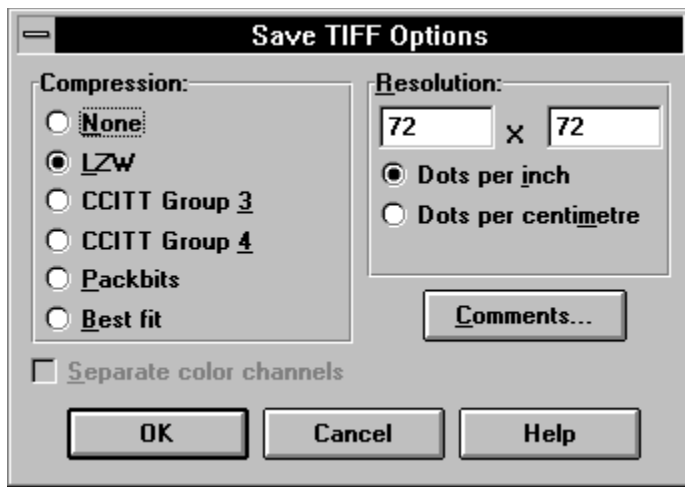 Save TIFF Options
Compression:
None
LZW
CCITT Group 3
CCITT Group 4
Packbits
Best fit
Resolution:
72 X 72
Dots per inch
Dots per centimetre
Comments...
Separate color channels
OK Cancel Help